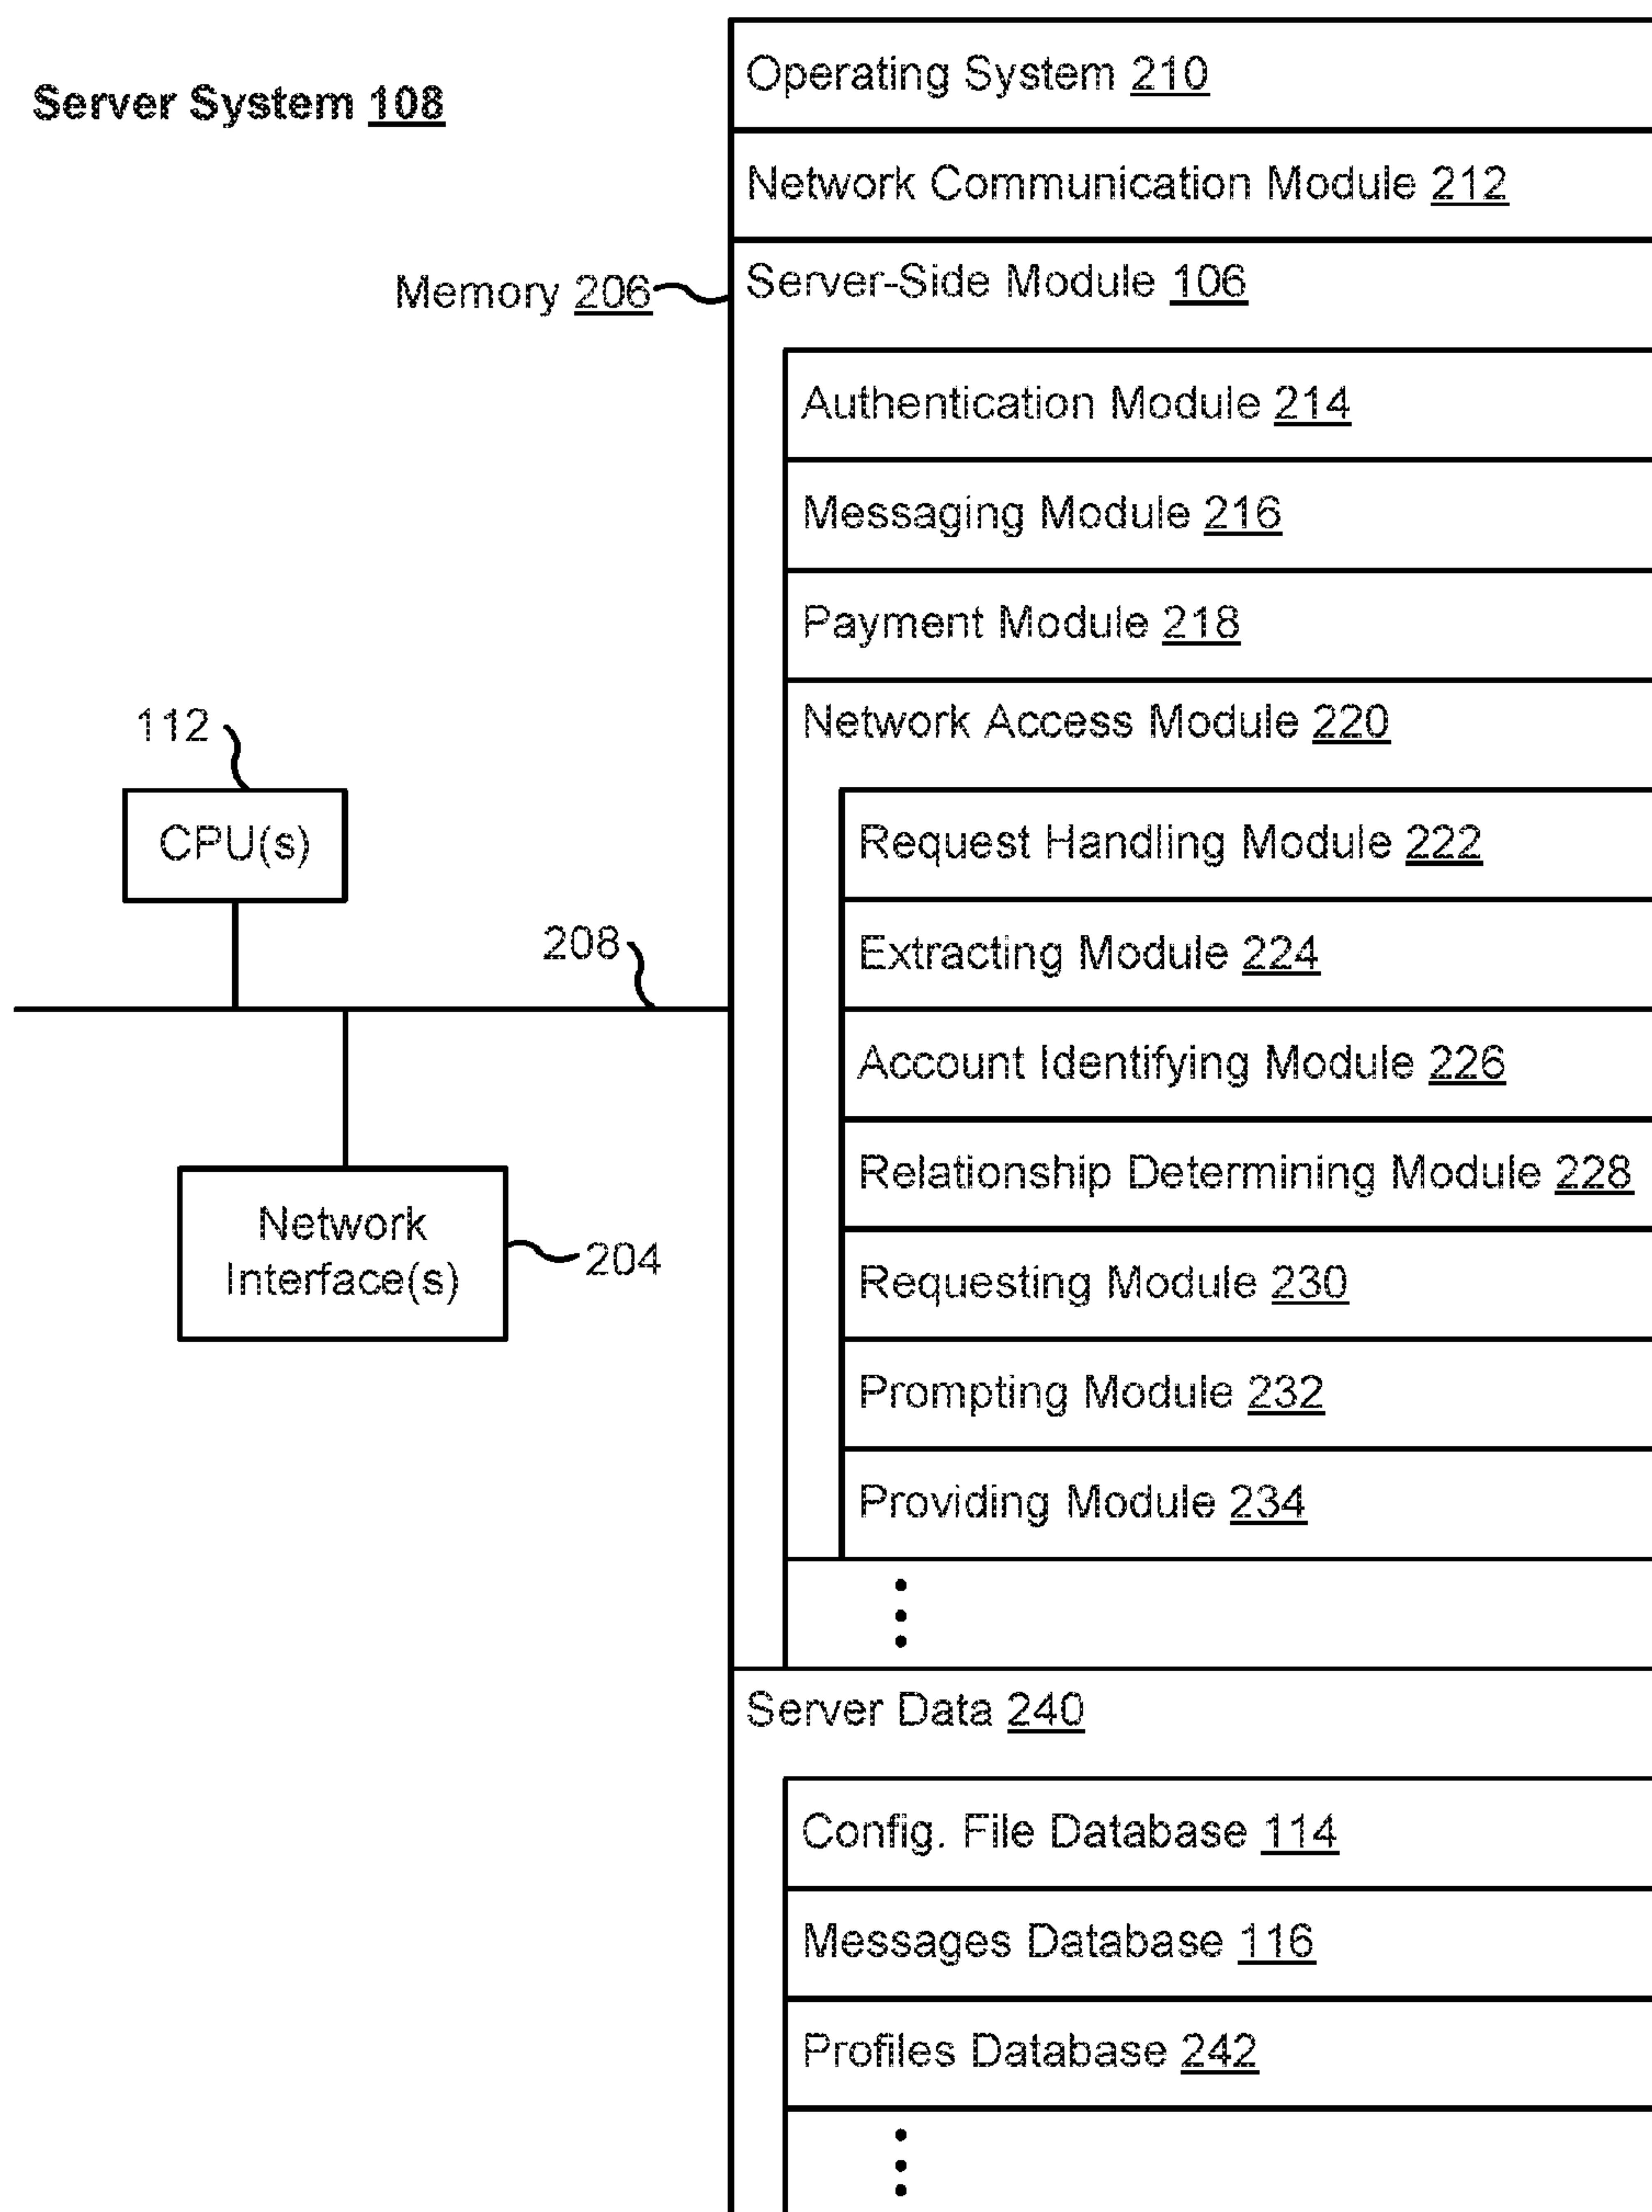 Server System 108
Operating System 210
Network Communication Module 212
Memory 206
Server-Side Module 106
Authentication Module 214
Messaging Module 216
Payment Module 218
Network Access Module 220
112
CPU(s)
Request Handling Module 222
208
Extracting Module 224
Account Identifying Module 226
Relationship Determining Module 228
Network
Interface(s)
204
Requesting Module 230
Prompting Module 232
Providing Module 234
Server Data 240
Config. File Database 114
Messages Database 116
Profiles Database 242